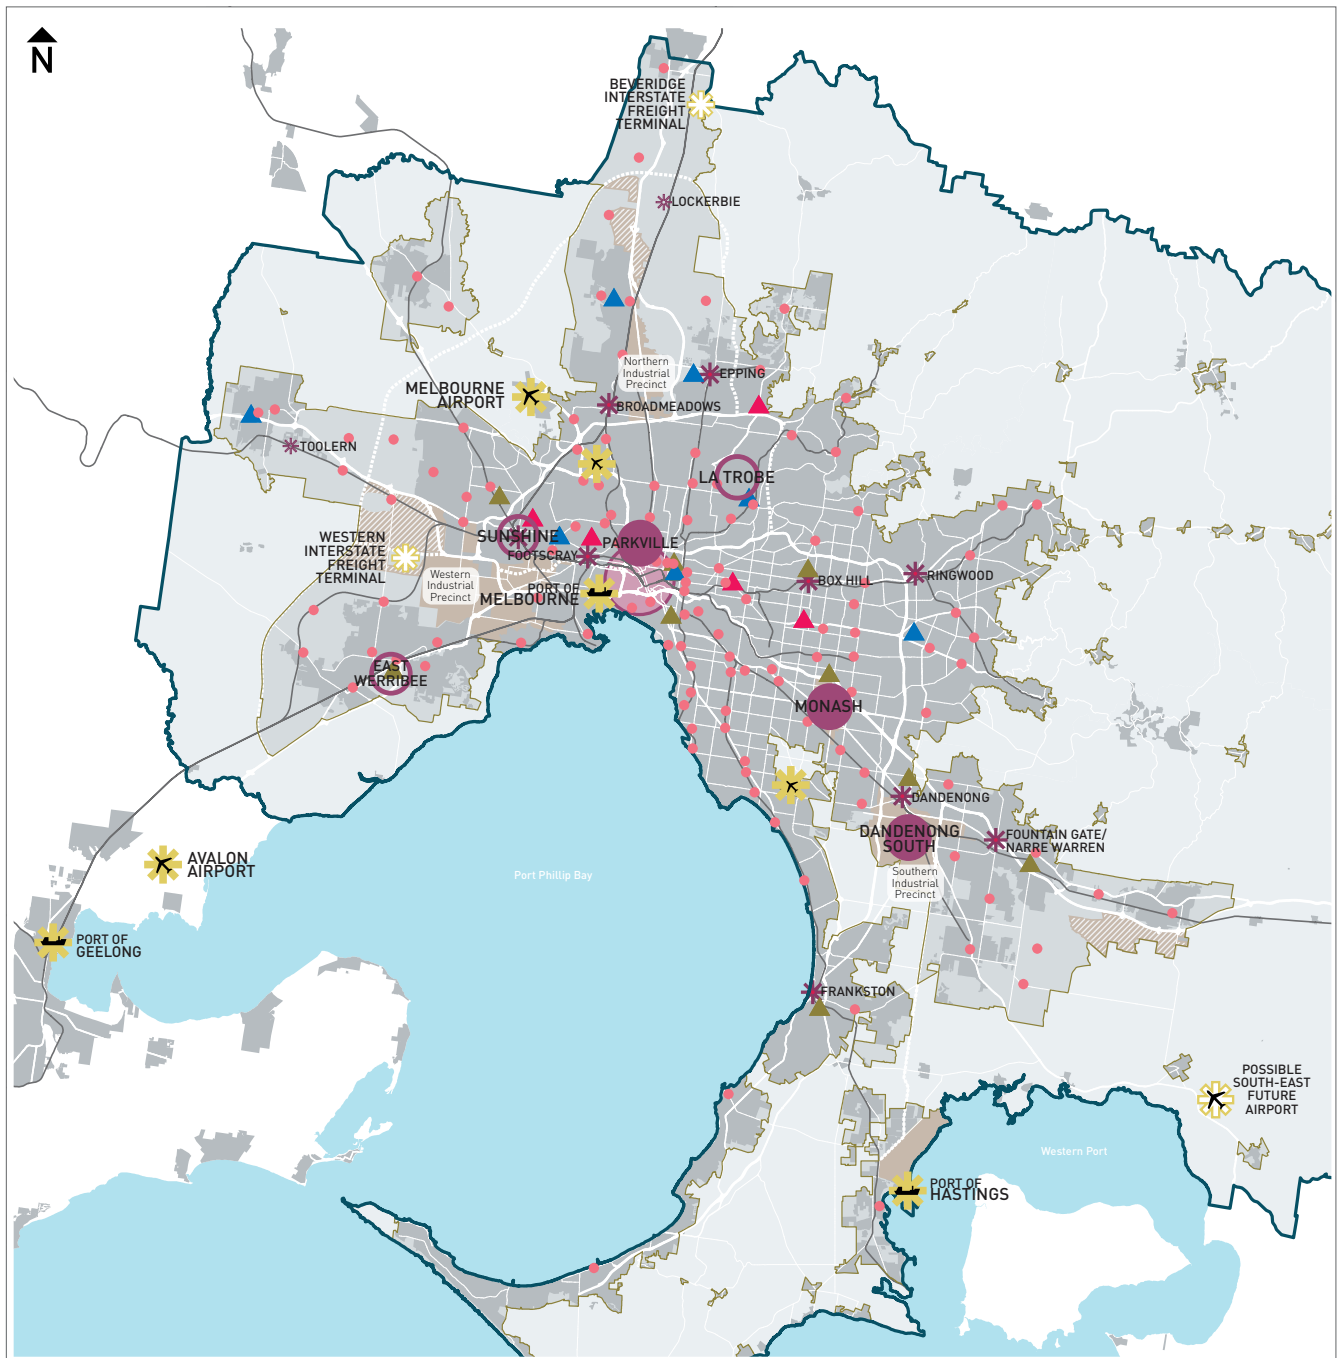 N
BEVERIDGE
INTERSTATE
FREIGHT
TERMINAL
LOCKERBIE
Northern
Industrial
Precinct
EPPING
MELBOURNE
AIRPORT
BROADMEADOWS
TOOLERN
LA TROBE
SUNSHINE
PARKVILLE
FOOTSCRAY
WESTERN
INTERSTATE
FREIGHT
TERMINAL
Western
Industrial
Precinct
PORT OF
MELBOURNE
BOX HILL
RINGWOOD
EAST
WERRIBEE
MONASH
DANDENONG
DANDENONG
SOUTH
FOUNTAIN GATE/
NARRE WARREN
Southern
Industrial
Precinct
AVALON
AIRPORT
Port Phillip Bay
PORT OF
GEELONG
FRANKSTON
POSSIBLE
SOUTH-EAST
FUTURE
AIRPORT
Western Port
PORT OF
HASTINGS